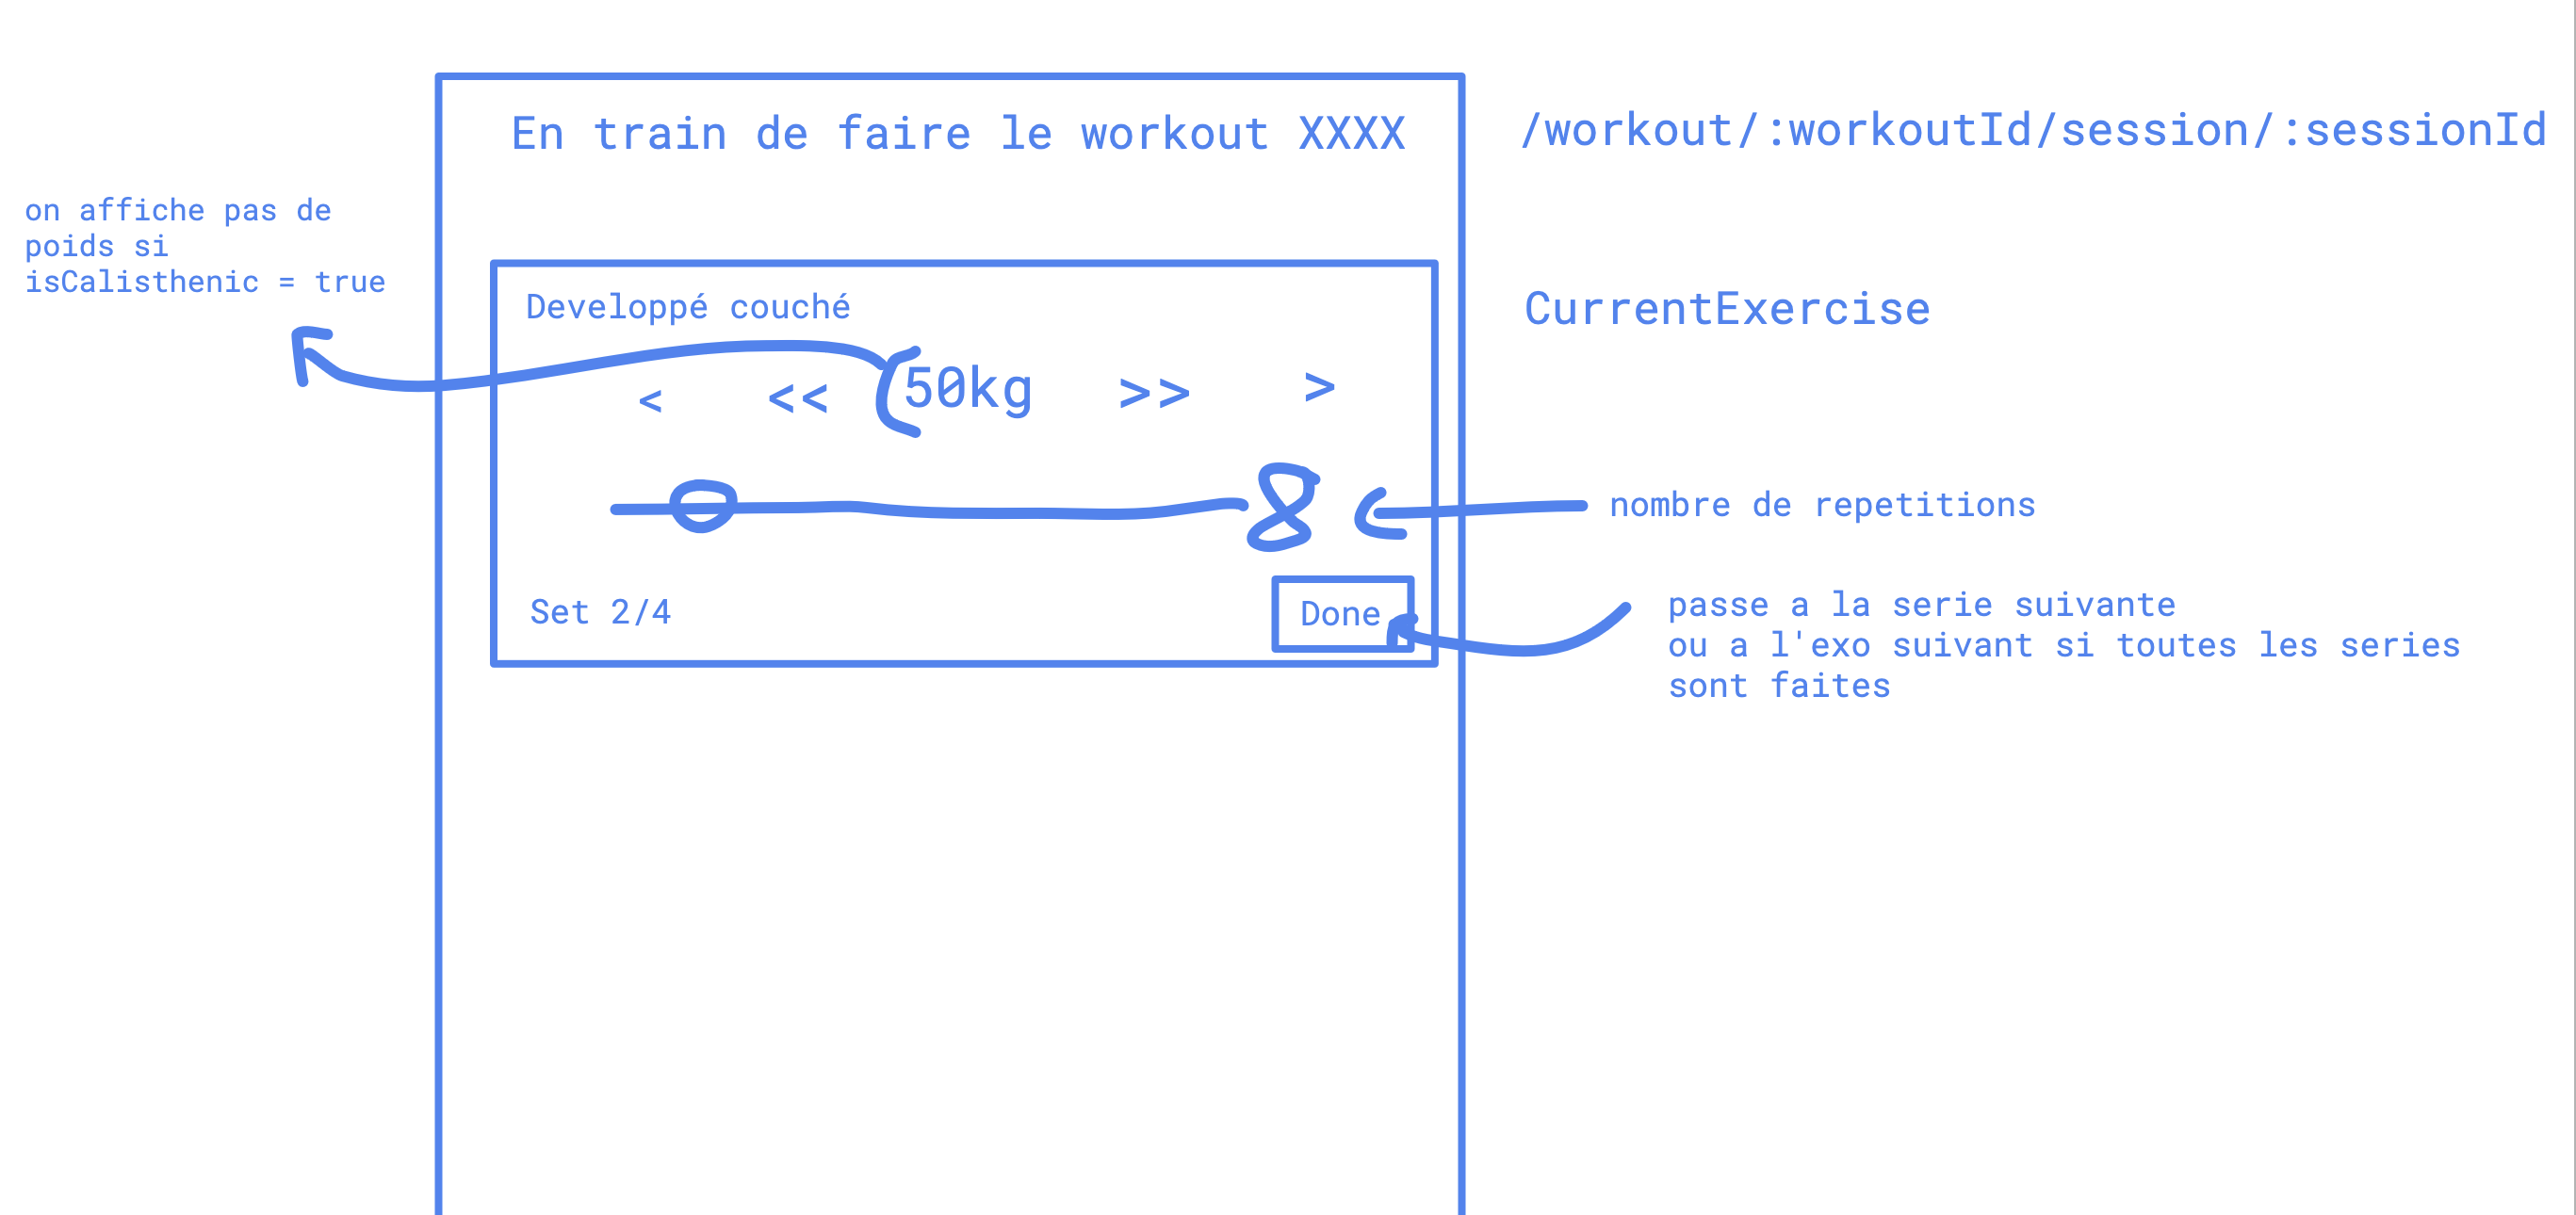 En train de faire le workout XXXX
/workout/:workoutId/session/:sessionId
on affiche pas de
poids si
isCalisthenic = true
CurrentExercise
Developpé couché
< << 50kg >> >
8
nombre de repetitions
Set 2/4
Done
passe a la serie suivante
ou a l'exo suivant si toutes les series
sont faites